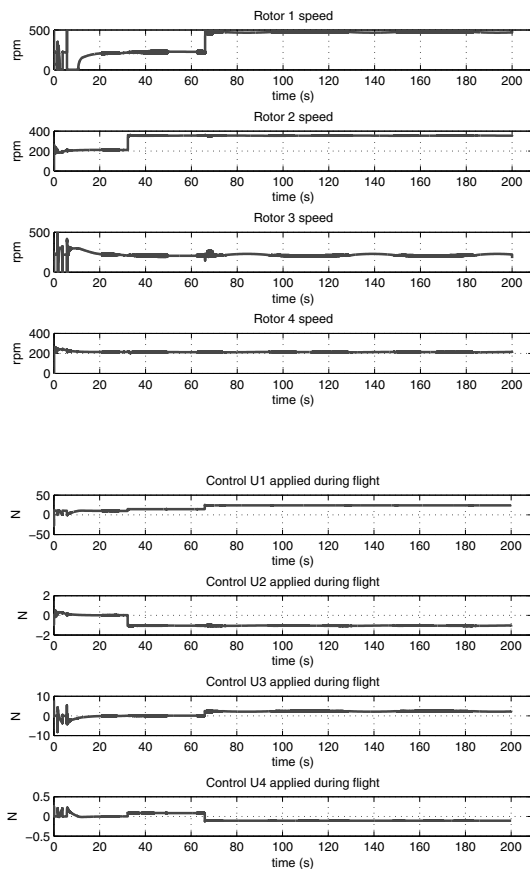 Rotor 1 speed
500
rpm
0
0 20 40 60 80 100 120 140 160 180 200
time (s)
Rotor 2 speed
400
rpm
200
0
0 20 40 60 80 100 120 140 160 180 200
time (s)
Rotor 3 speed
500
rpm
0
0 20 40 60 80 100 120 140 160 180 200
time (s)
Rotor 4 speed
400
rpm
200
0
0 20 40 60 80 100 120 140 160 180 200
time (s)
Control U1 applied during flight
50
N
0
−50
0 20 40 60 80 100 120 140 160 180 200
time (s)
Control U2 applied during flight
2
N
0
−2
0 20 40 60 80 100 120 140 160 180 200
time (s)
Control U3 applied during flight
10
N
0
−10
0 20 40 60 80 100 120 140 160 180 200
time (s)
Control U4 applied during flight
0.5
N
0
−0.5
0 20 40 60 80 100 120 140 160 180 200
time (s)